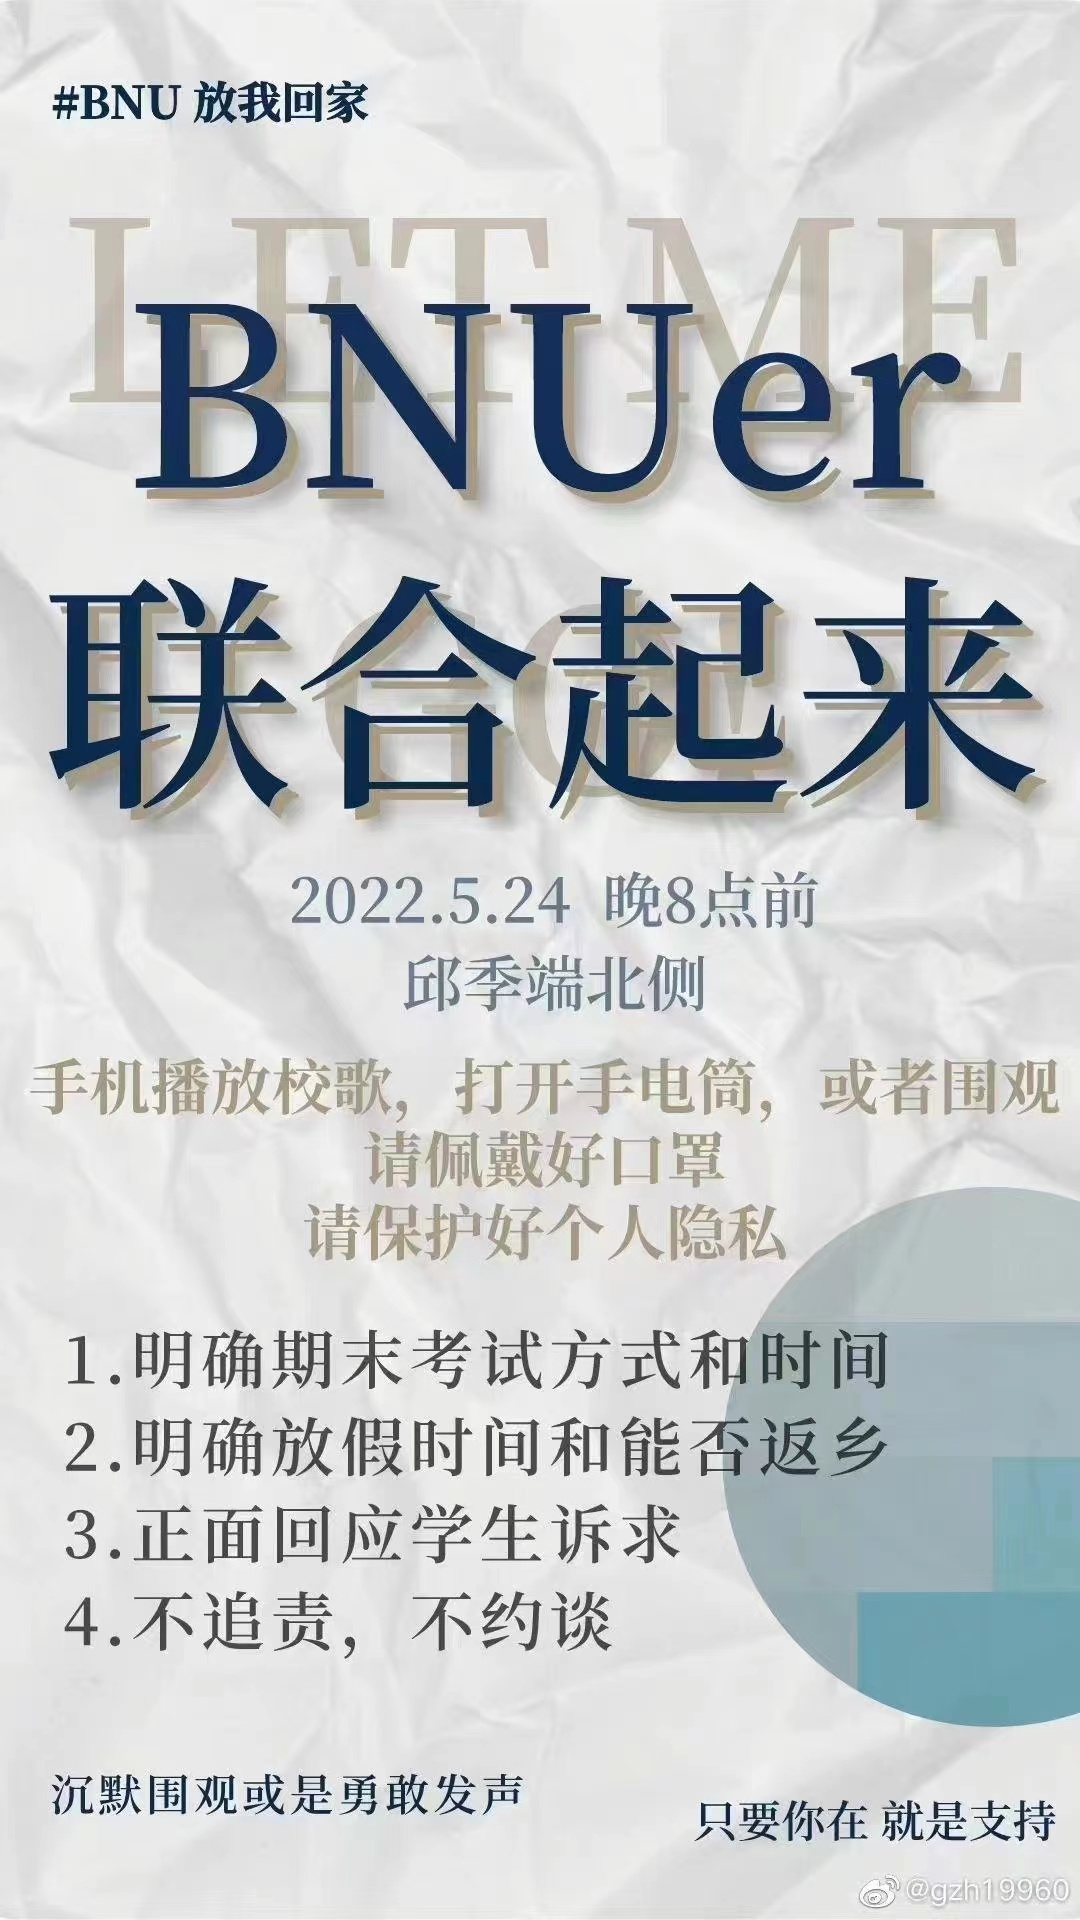 #BNU 放我回家
LET ME
BNUer
GO!
联合起来
2022.5.24 晚8点前
邱季端北侧
手机播放校歌，打开手电筒，或者围观
请佩戴好口罩
请保护好个人隐私
1.明确期末考试方式和时间
2.明确放假时间和能否返乡
3.正面回应学生诉求
4.不追责，不约谈
沉默围观或是勇敢发声
只要你在 就是支持
@gzh19960